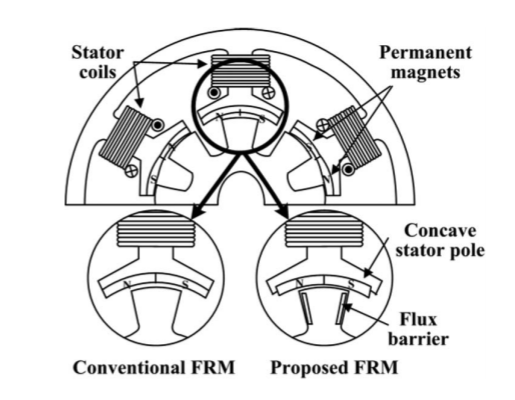 Stator
coils
Permanent
magnets
N S
N
N S
N S
Concave
stator pole
Flux
barrier
Conventional FRM
Proposed FRM